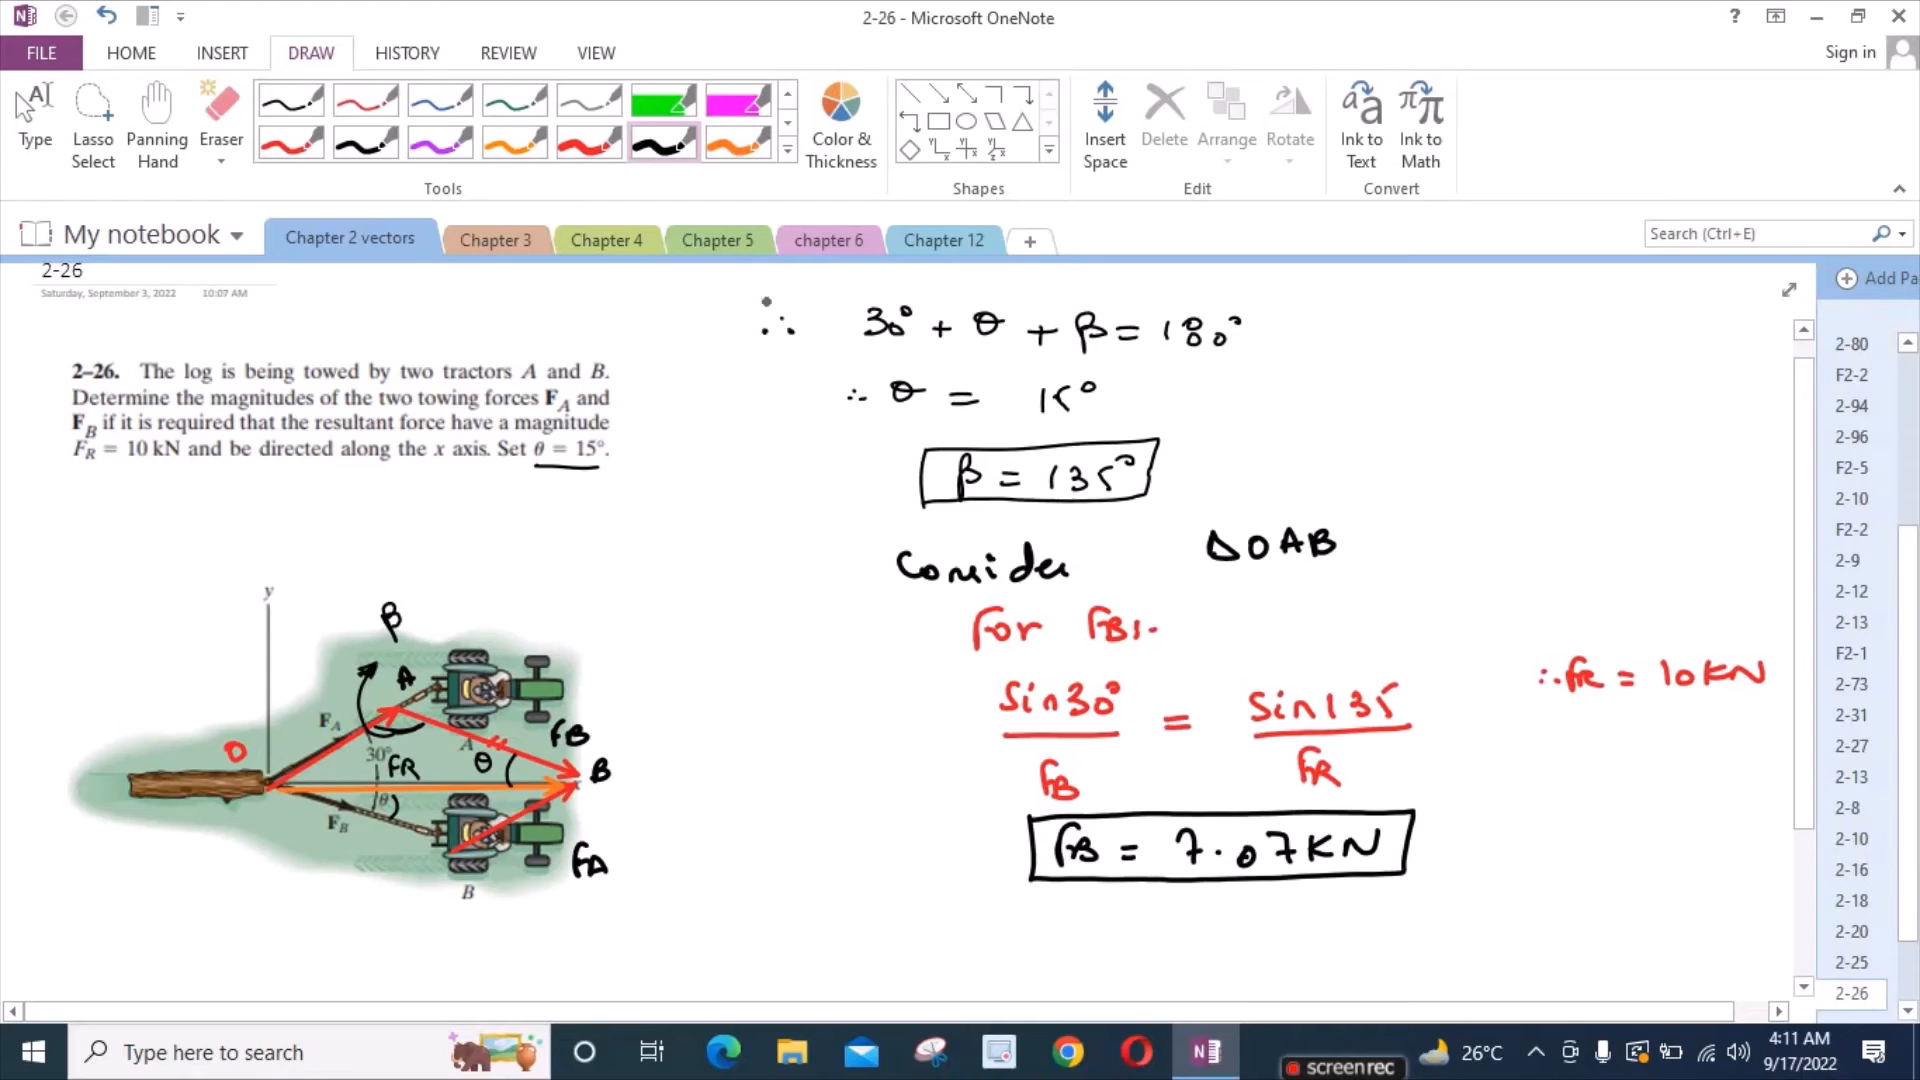 2-26 - Microsoft OneNote
?
FILE HOME INSERT DRAW HISTORY REVIEW VIEW
Sign in
Type
Lasso Select
Panning Hand
Eraser
Color & Thickness
Insert Space
Delete
Arrange
Rotate
Ink to Text
Ink to Math
Tools
Shapes
Edit
Convert
My notebook
Chapter 2 vectors
Chapter 3
Chapter 4
Chapter 5
chapter 6
Chapter 12
Search (Ctrl+E)
2-26
Saturday, September 3, 2022 10:07 AM
2–26. The log is being towed by two tractors A and B.
Determine the magnitudes of the two towing forces F_A and
F_B if it is required that the resultant force have a magnitude
F_R = 10 kN and be directed along the x axis. Set θ = 15°.
y
β
A
F_A
A
FB
O
30°
FR
θ
B
θ
F_B
FA
B
∴ 30° + θ + β = 180°
∴ θ = 15°
β = 135°
Consider ΔOAB
For FB:-
sin30° / FB = sin135 / FR
∴ FR = 10KN
FB = 7.07KN
Add Pa
2-80
F2-2
2-94
2-96
F2-5
2-10
F2-2
2-9
2-12
2-13
F2-1
2-73
2-31
2-27
2-13
2-8
2-10
2-16
2-18
2-20
2-25
2-26
Type here to search
screenrec
26°C
4:11 AM
9/17/2022